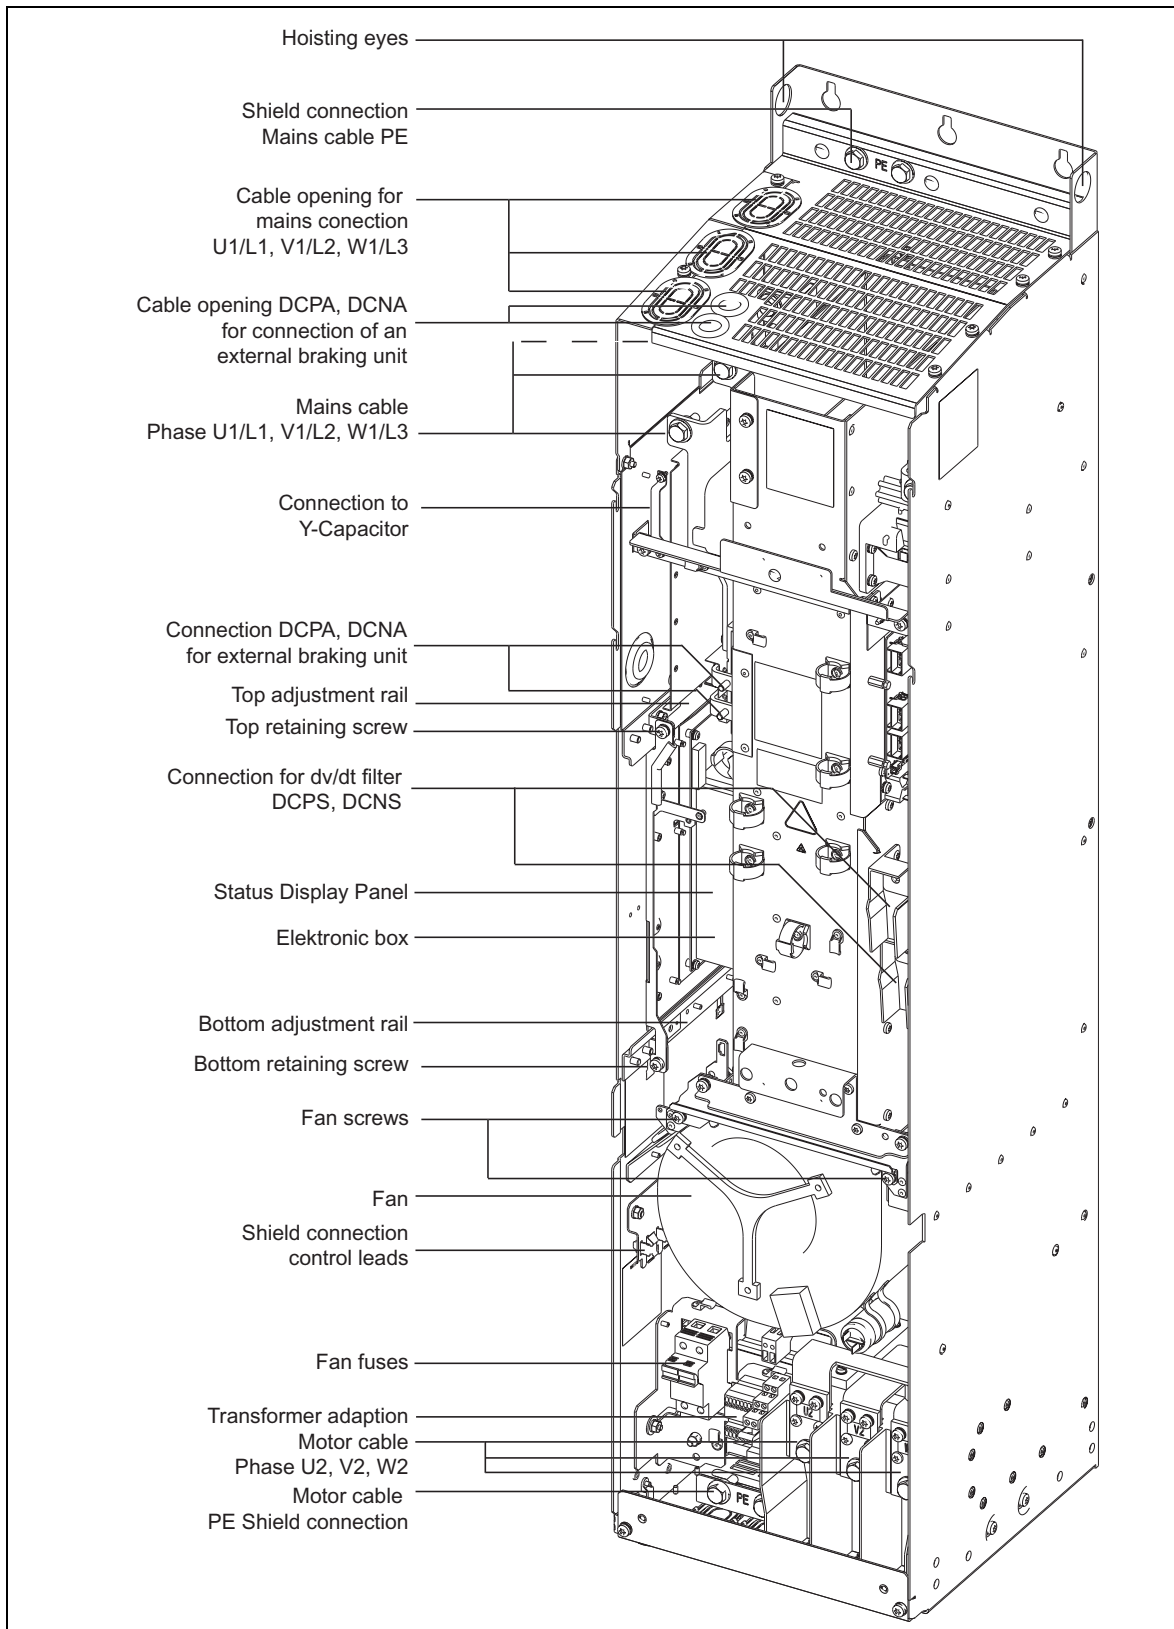 Hoisting eyes
Shield connection
Mains cable PE
PE
Cable opening for
mains conection
U1/L1, V1/L2, W1/L3
Cable opening DCPA, DCNA
for connection of an
external braking unit
Mains cable
Phase U1/L1, V1/L2, W1/L3
Connection to
Y-Capacitor
Connection DCPA, DCNA
for external braking unit
Top adjustment rail
Top retaining screw
Connection for dv/dt filter
DCPS, DCNS
Status Display Panel
Elektronic box
Bottom adjustment rail
Bottom retaining screw
Fan screws
Fan
Shield connection
control leads
Fan fuses
Transformer adaption
Motor cable
Phase U2, V2, W2
Motor cable
PE Shield connection
U2
V2
PE